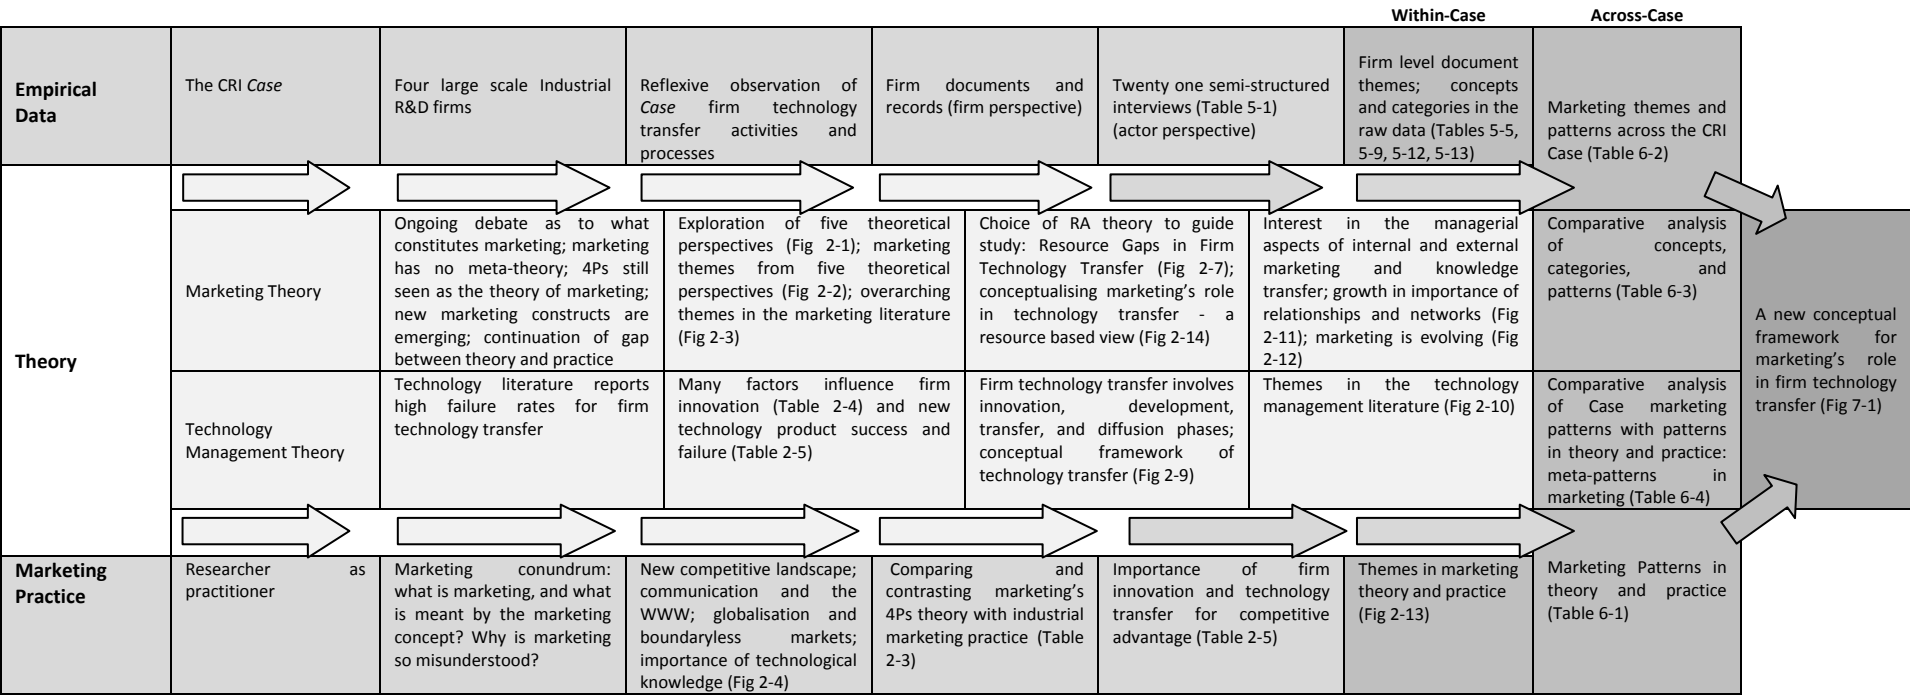 Within-Case
Across-Case
Empirical
Data
The CRI Case
Four large scale Industrial
R&D firms
Reflexive observation of
Case firm technology
transfer activities and
processes
Firm documents and
records (firm perspective)
Twenty one semi-structured
interviews (Table 5-1)
(actor perspective)
Firm level document
themes; concepts
and categories in the
raw data (Tables 5-5,
5-9, 5-12, 5-13)
Marketing themes and
patterns across the CRI
Case (Table 6-2)
Theory
Marketing Theory
Ongoing debate as to what
constitutes marketing; marketing
has no meta-theory; 4Ps still
seen as the theory of marketing;
new marketing constructs are
emerging; continuation of gap
between theory and practice
Exploration of five theoretical
perspectives (Fig 2-1); marketing
themes from five theoretical
perspectives (Fig 2-2); overarching
themes in the marketing literature
(Fig 2-3)
Choice of RA theory to guide
study: Resource Gaps in Firm
Technology Transfer (Fig 2-7);
conceptualising marketing's role
in technology transfer - a
resource based view (Fig 2-14)
Interest in the managerial
aspects of internal and external
marketing and knowledge
transfer; growth in importance of
relationships and networks (Fig
2-11); marketing is evolving (Fig
2-12)
Comparative analysis
of concepts,
categories, and
patterns (Table 6-3)
A new conceptual
framework for
marketing's role
in firm technology
transfer (Fig 7-1)
Technology
Management Theory
Technology literature reports
high failure rates for firm
technology transfer
Many factors influence firm
innovation (Table 2-4) and new
technology product success and
failure (Table 2-5)
Firm technology transfer involves
innovation, development,
transfer, and diffusion phases;
conceptual framework of
technology transfer (Fig 2-9)
Themes in the technology
management literature (Fig 2-10)
Comparative analysis
of Case marketing
patterns with patterns
in theory and practice:
meta-patterns in
marketing (Table 6-4)
Marketing
Practice
Researcher as
practitioner
Marketing conundrum:
what is marketing, and what
is meant by the marketing
concept? Why is marketing
so misunderstood?
New competitive landscape;
communication and the
WWW; globalisation and
boundaryless markets;
importance of technological
knowledge (Fig 2-4)
Comparing and
contrasting marketing's
4Ps theory with industrial
marketing practice (Table
2-3)
Importance of firm
innovation and technology
transfer for competitive
advantage (Table 2-5)
Themes in marketing
theory and practice
(Fig 2-13)
Marketing Patterns in
theory and practice
(Table 6-1)